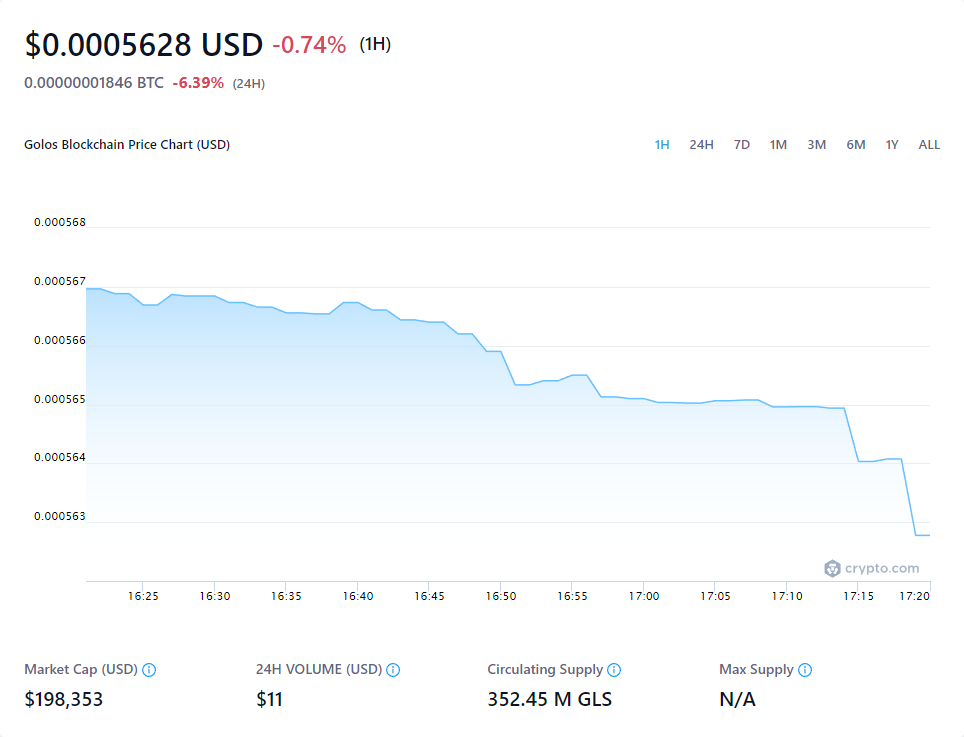 $0.0005628 USD -0.74% (1H)
0.00000001846 BTC -6.39% (24H)
Golos Blockchain Price Chart (USD) 1H 24H 7D 1M 3M 6M 1Y ALL
0.000568
0.000567
0.000566
0.000565
0.000564
0.000563
crypto.com
16:25 16:30 16:35 16:40 16:45 16:50 16:55 17:00 17:05 17:10 17:15 17:20
Market Cap (USD) 24H VOLUME (USD) Circulating Supply Max Supply
$198,353 $11 352.45 M GLS N/A